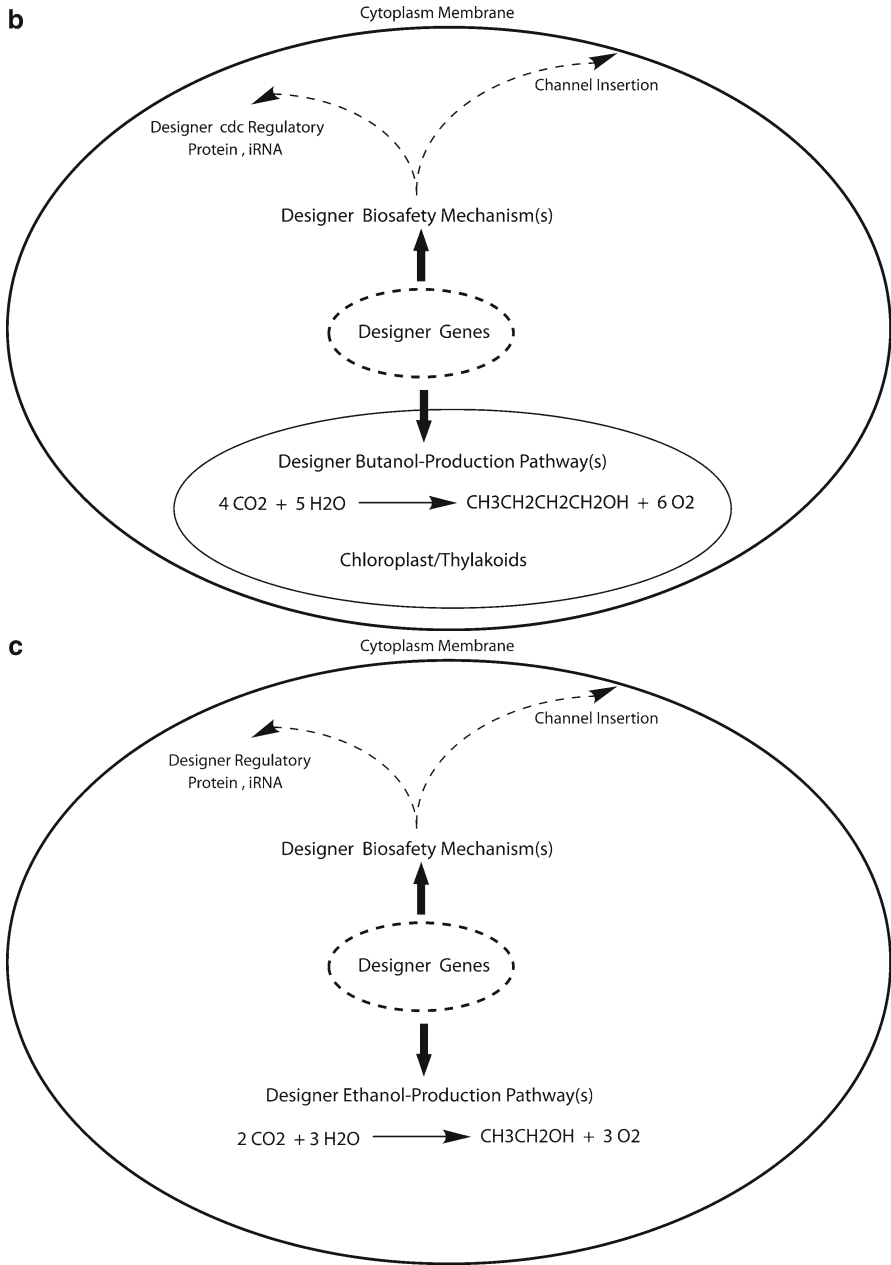 b
Cytoplasm Membrane
Channel Insertion
Designer cdc Regulatory
Protein , iRNA
Designer Biosafety Mechanism(s)
Designer Genes
Designer Butanol-Production Pathway(s)
4 CO2 + 5 H2O CH3CH2CH2CH2OH + 6 O2
Chloroplast/Thylakoids
c
Cytoplasm Membrane
Channel Insertion
Designer Regulatory
Protein , iRNA
Designer Biosafety Mechanism(s)
Designer Genes
Designer Ethanol-Production Pathway(s)
2 CO2 + 3 H2O CH3CH2OH + 3 O2